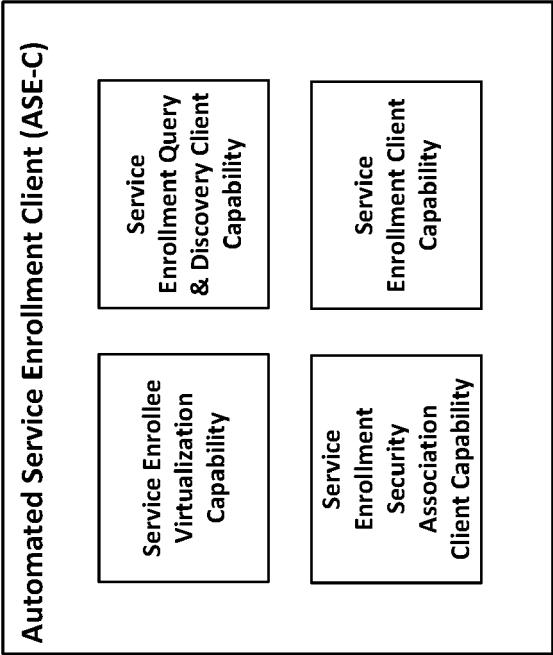 Automated Service Enrollment Client (ASE-C)
Service Enrollee
Virtualization
Capability
Service
Enrollment Query
& Discovery Client
Capability
Service
Enrollment
Security
Association
Client Capability
Service
Enrollment Client
Capability